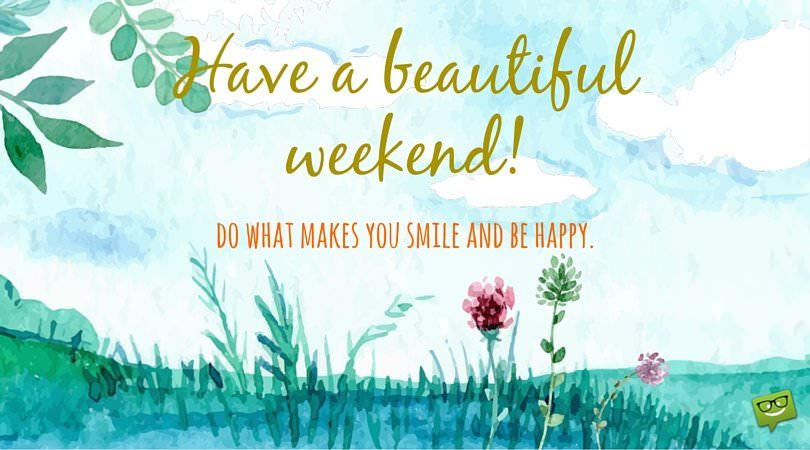 Have a beautiful
weekend!
DO WHAT MAKES YOU SMILE AND BE HAPPY.